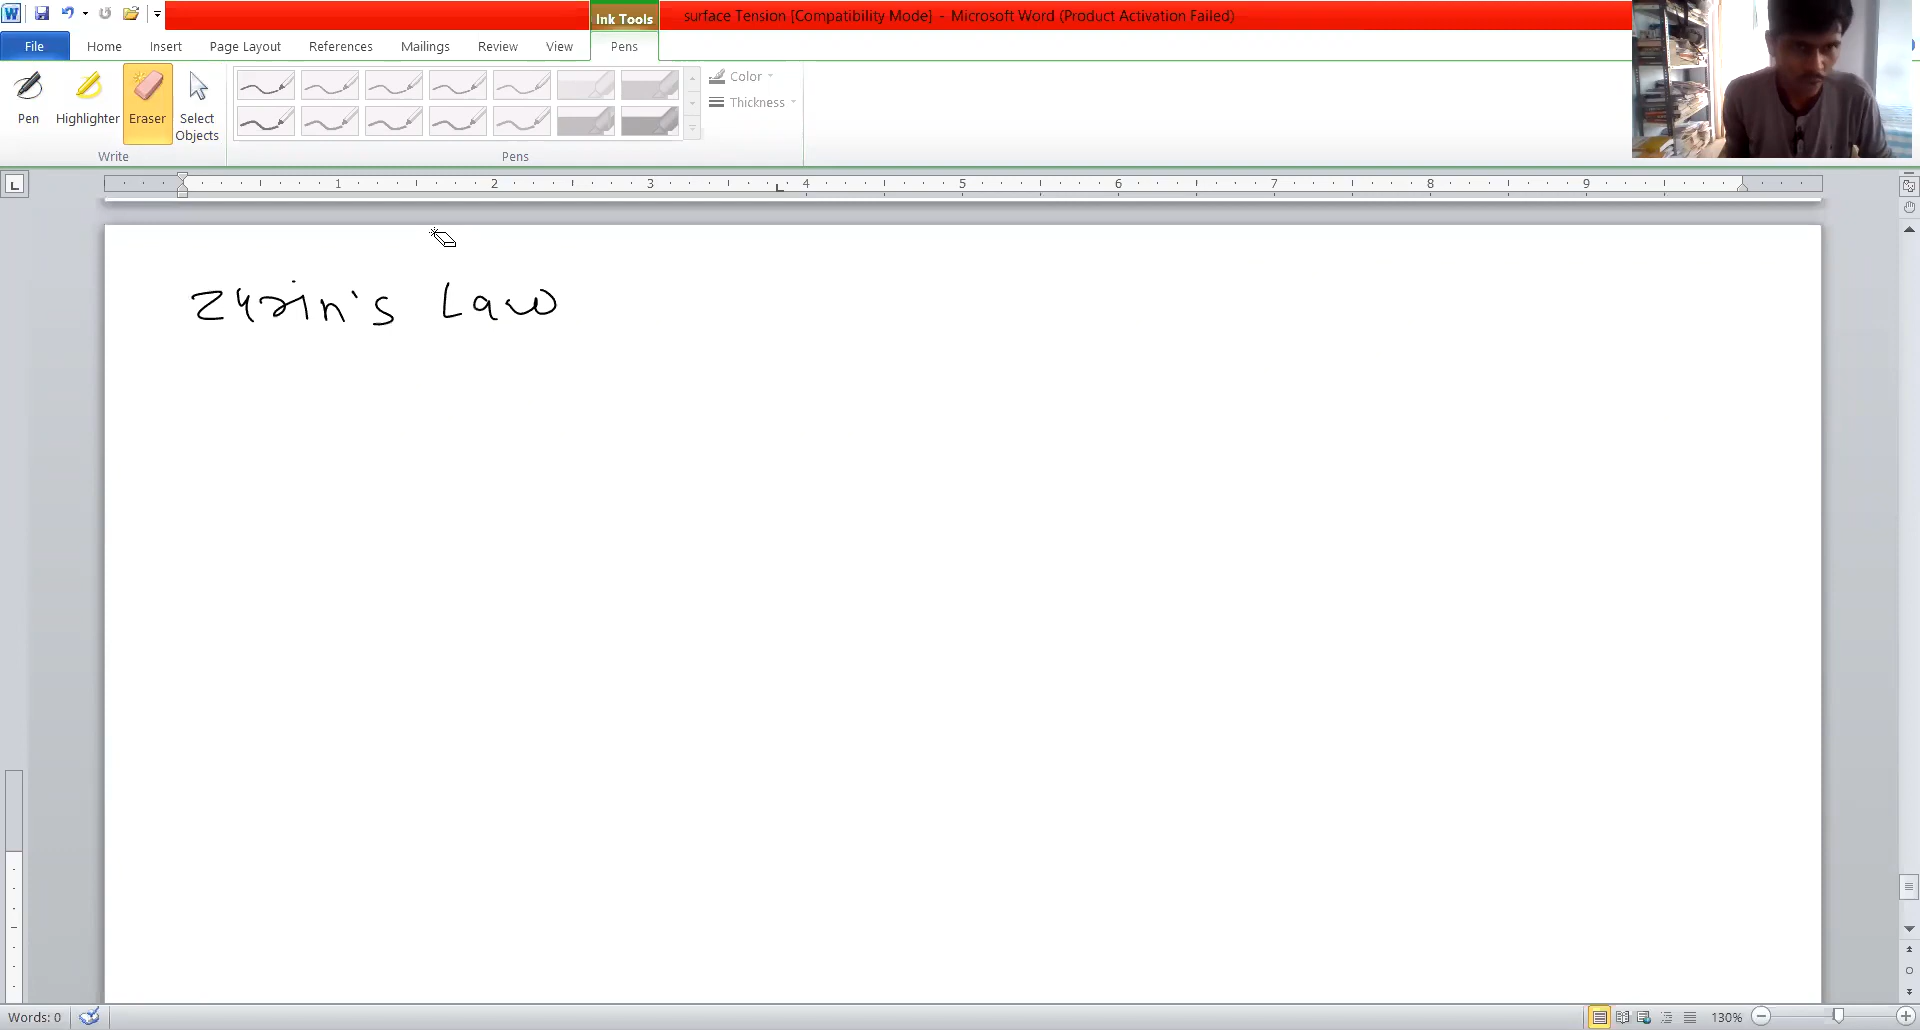 Ink Tools
surface Tension [Compatibility Mode] - Microsoft Word (Product Activation Failed)
File Home Insert Page Layout References Mailings Review View Pens
Pen Highlighter Eraser Select Objects
Color
Thickness
Write Pens
1 2 3 4 5 6 7 8 9
Zurin's Law
Words: 0 130%